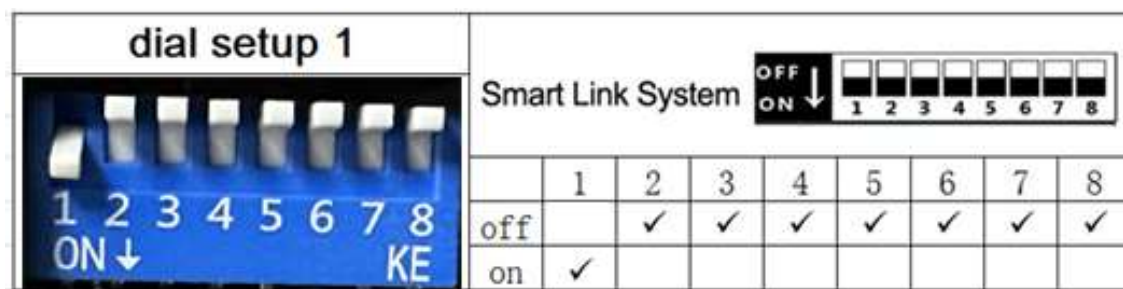 dial setup 1
1 2 3 4 5 6 7 8
ON ↓ KE
Smart Link System
OFF
ON ↓
1 2 3 4 5 6 7 8
1 2 3 4 5 6 7 8
off ✓ ✓ ✓ ✓ ✓ ✓ ✓
on ✓